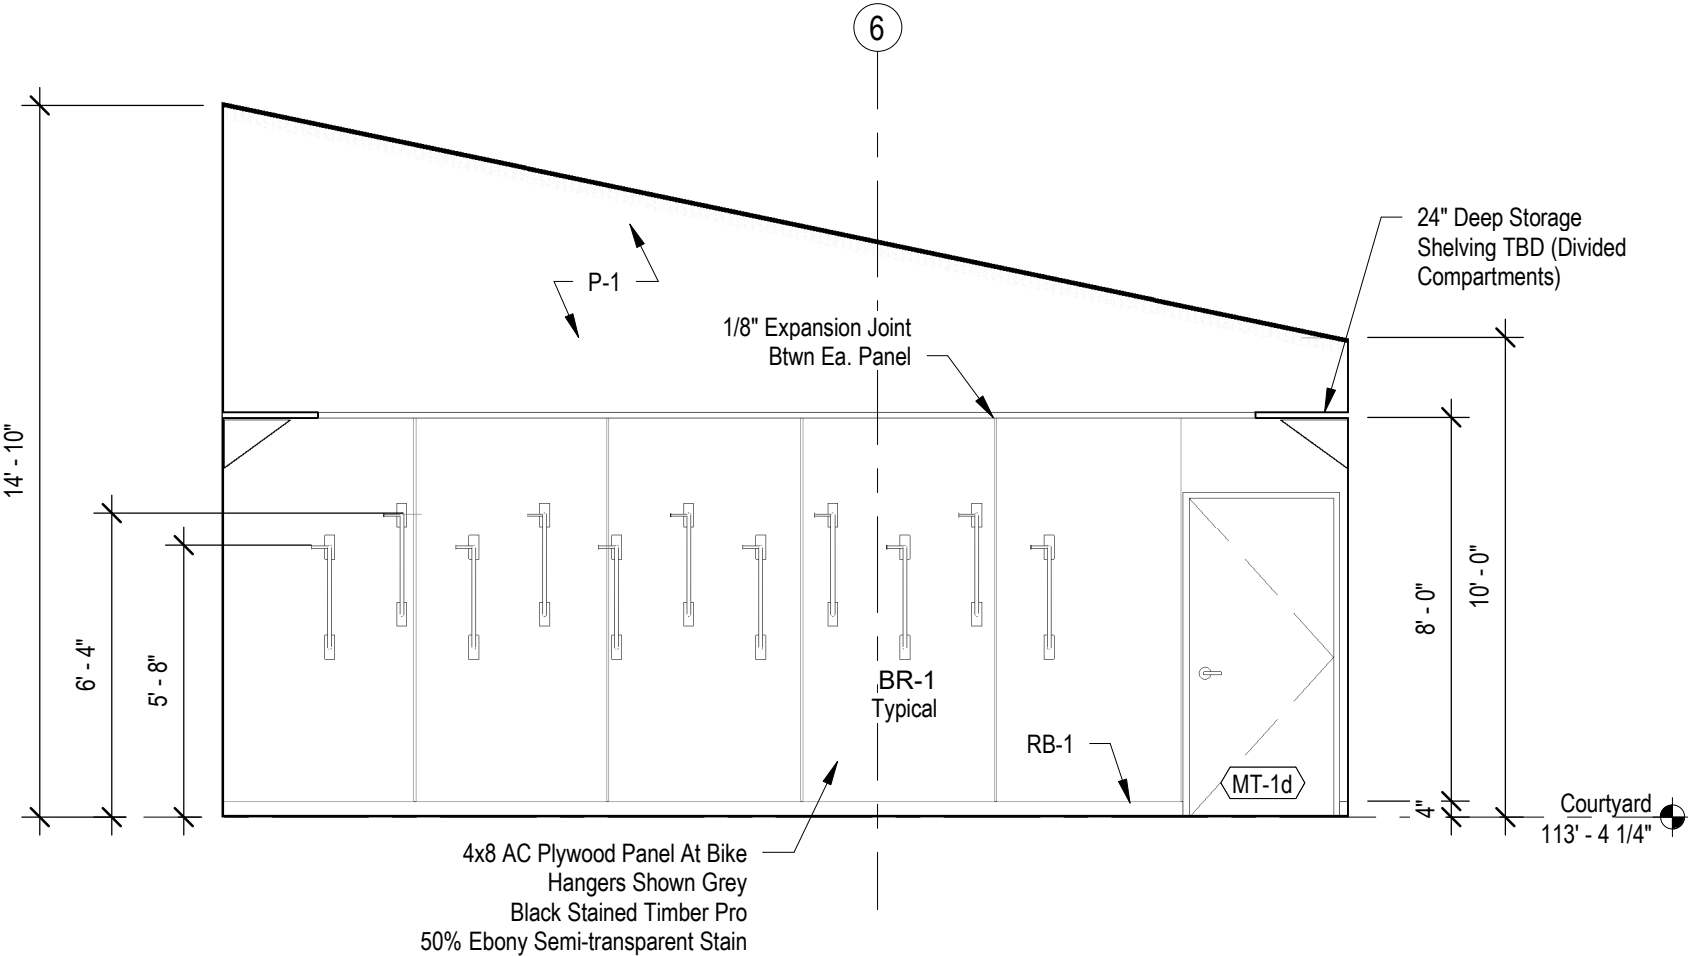 6
24" Deep Storage
Shelving TBD (Divided
Compartments)
P-1
1/8" Expansion Joint
Btwn Ea. Panel
14' - 10"
6' - 4"
5' - 8"
8' - 0"
10' - 0"
4"
BR-1
Typical
RB-1
MT-1d
Courtyard
113' - 4 1/4"
4x8 AC Plywood Panel At Bike
Hangers Shown Grey
Black Stained Timber Pro
50% Ebony Semi-transparent Stain